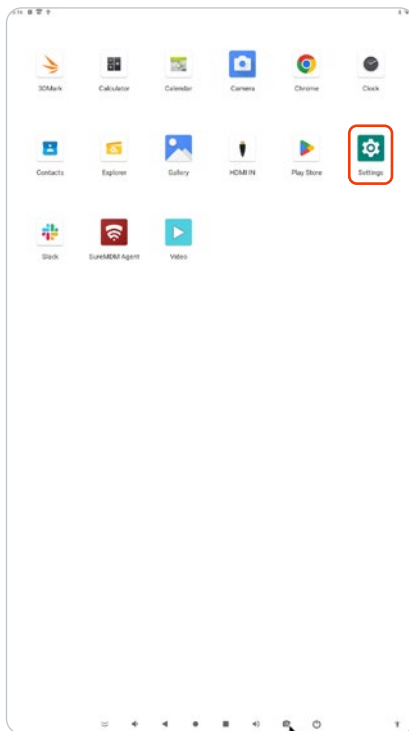 3DMark Calculator Calendar Camera Chrome Clock
Contacts Explorer Gallery HDMI IN Play Store Settings
Slack SureMDM Agent Video